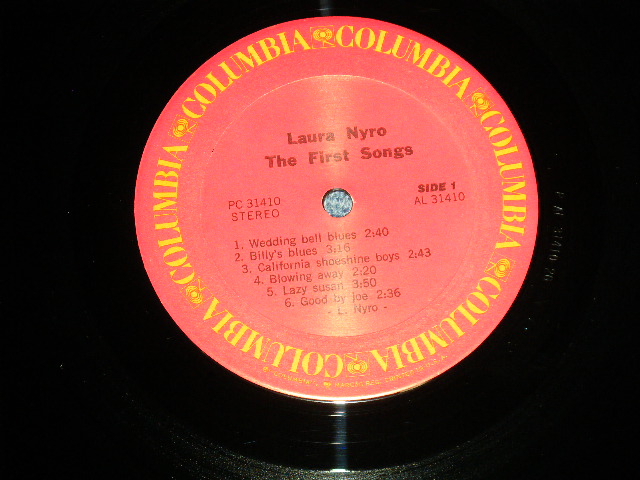 COLUMBIA COLUMBIA COLUMBIA COLUMBIA COLUMBIA COLUMBIA
Laura Nyro
The First Songs
PC 31410
STEREO
SIDE 1
AL 31410
1. Wedding bell blues 2:40
2. Billy's blues 3:16
3. California shoeshine boys 2:43
4. Blowing away 2:20
5. Lazy susan 3:50
6. Good by joe 2:36
- L. Nyro -